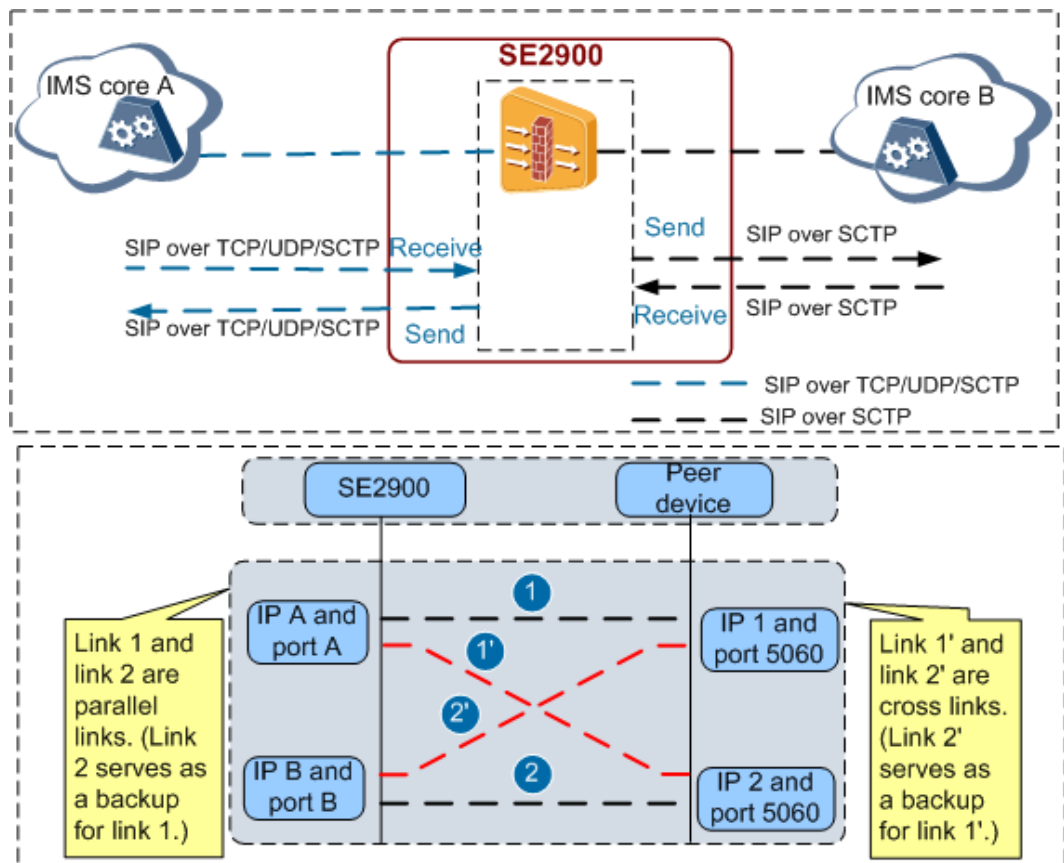 SE2900
IMS core A
IMS core B
SIP over TCP/UDP/SCTP
Receive
Send
SIP over SCTP
SIP over TCP/UDP/SCTP
Send
Receive
SIP over SCTP
SIP over TCP/UDP/SCTP
SIP over SCTP
SE2900
Peer
device
Link 1 and
link 2 are
parallel
links. (Link
2 serves as
a backup
for link 1.)
IP A and
port A
1
1'
2'
2
IP B and
port B
IP 1 and
port 5060
IP 2 and
port 5060
Link 1' and
link 2' are
cross links.
(Link 2'
serves as
a backup
for link 1'.)